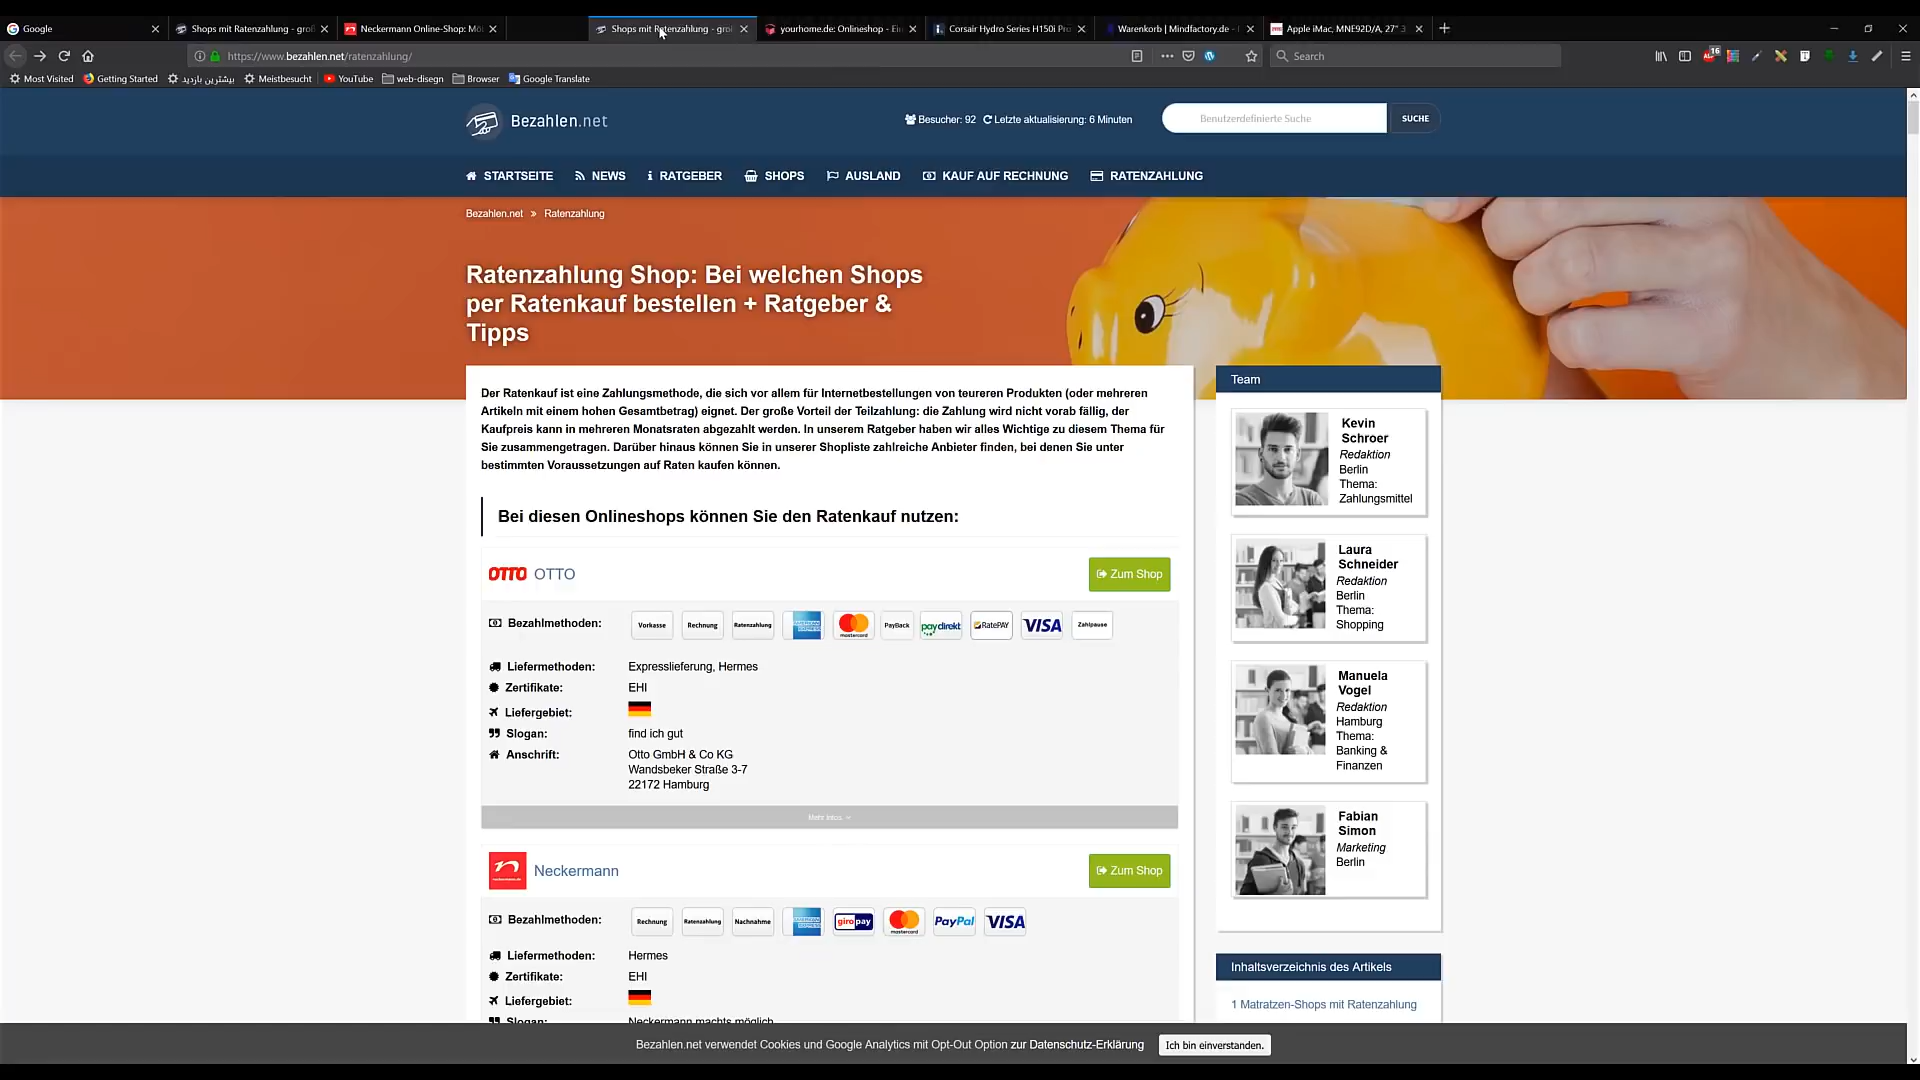 Google
Shops mit Ratenzahlung - groß
Neckermann Online-Shop: Mö
Shops mit Ratenzahlung - groß
yourhome.de: Onlineshop - Ein
Corsair Hydro Series H150i Pro
Warenkorb | Mindfactory.de -
Apple iMac, MNE92D/A, 27" 3
https://www.bezahlen.net/ratenzahlung/
Search
16
Most Visited
Getting Started
بیشترین بازدید
Meistbesucht
YouTube
web-disegn
Browser
Google Translate
Bezahlen.net
Besucher: 92
Letzte aktualisierung: 6 Minuten
Benutzerdefinierte Suche
SUCHE
STARTSEITE
NEWS
RATGEBER
SHOPS
AUSLAND
KAUF AUF RECHNUNG
RATENZAHLUNG
Bezahlen.net » Ratenzahlung
Ratenzahlung Shop: Bei welchen Shops
per Ratenkauf bestellen + Ratgeber &
Tipps
Der Ratenkauf ist eine Zahlungsmethode, die sich vor allem für Internetbestellungen von teureren Produkten (oder mehreren
Artikeln mit einem hohen Gesamtbetrag) eignet. Der große Vorteil der Teilzahlung: die Zahlung wird nicht vorab fällig, der
Kaufpreis kann in mehreren Monatsraten abgezahlt werden. In unserem Ratgeber haben wir alles Wichtige zu diesem Thema für
Sie zusammengetragen. Darüber hinaus können Sie in unserer Shopliste zahlreiche Anbieter finden, bei denen Sie unter
bestimmten Voraussetzungen auf Raten kaufen können.
Bei diesen Onlineshops können Sie den Ratenkauf nutzen:
OTTO OTTO
Zum Shop
Bezahlmethoden:
Vorkasse
Rechnung
Ratenzahlung
mastercard
PayBack
paydirekt
RatePAY
VISA
Zahlpause
Liefermethoden: Expresslieferung, Hermes
Zertifikate: EHI
Liefergebiet:
Slogan: find ich gut
Anschrift: Otto GmbH & Co KG
Wandsbeker Straße 3-7
22172 Hamburg
Mehr Infos
Neckermann
Zum Shop
Bezahlmethoden:
Rechnung
Ratenzahlung
Nachnahme
giropay
mastercard
PayPal
VISA
Liefermethoden: Hermes
Zertifikate: EHI
Liefergebiet:
Slogan: Neckermann machts möglich
Team
Kevin
Schroer
Redaktion
Berlin
Thema:
Zahlungsmittel
Laura
Schneider
Redaktion
Berlin
Thema:
Shopping
Manuela
Vogel
Redaktion
Hamburg
Thema:
Banking &
Finanzen
Fabian
Simon
Marketing
Berlin
Inhaltsverzeichnis des Artikels
1 Matratzen-Shops mit Ratenzahlung
Bezahlen.net verwendet Cookies und Google Analytics mit Opt-Out Option zur Datenschutz-Erklärung
Ich bin einverstanden.